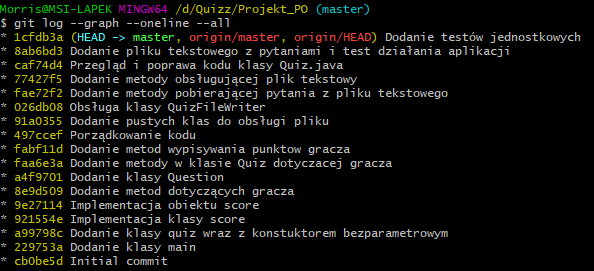 Morris@MSI-LAPEK MINGW64 /d/Quizz/Projekt_PO (master)
$ git log --graph --oneline --all
* 1cfdb3a (HEAD -> master, origin/master, origin/HEAD) Dodanie testów jednostkowych
* 8ab6bd3 Dodanie pliku tekstowego z pytaniami i test działania aplikacji
* caf74d4 Przegląd i poprawa kodu klasy Quiz.java
* 77427f5 Dodanie metody obsługującej plik tekstowy
* fae72f2 Dodanie metody pobierającej pytania z pliku tekstowego
* 026db08 Obsługa klasy QuizFileWriter
* 91a0355 Dodanie pustych klas do obsługi pliku
* 497ccef Porządkowanie kodu
* fabf11d Dodanie metod wypisywania punktow gracza
* faa6e3a Dodanie metody w klasie Quiz dotyczacej gracza
* a4f9701 Dodanie klasy Question
* 8e9d509 Dodanie metod dotyczących gracza
* 9e27114 Implementacja obiektu score
* 921554e Implementacja klasy score
* a99798c Dodanie klasy quiz wraz z konstuktorem bezparametrowym
* 229753a Dodanie klasy main
* cb0be5d Initial commit